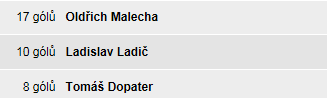 17 gólů Oldřich Malecha
10 gólů Ladislav Ladič
8 gólů Tomáš Dopater